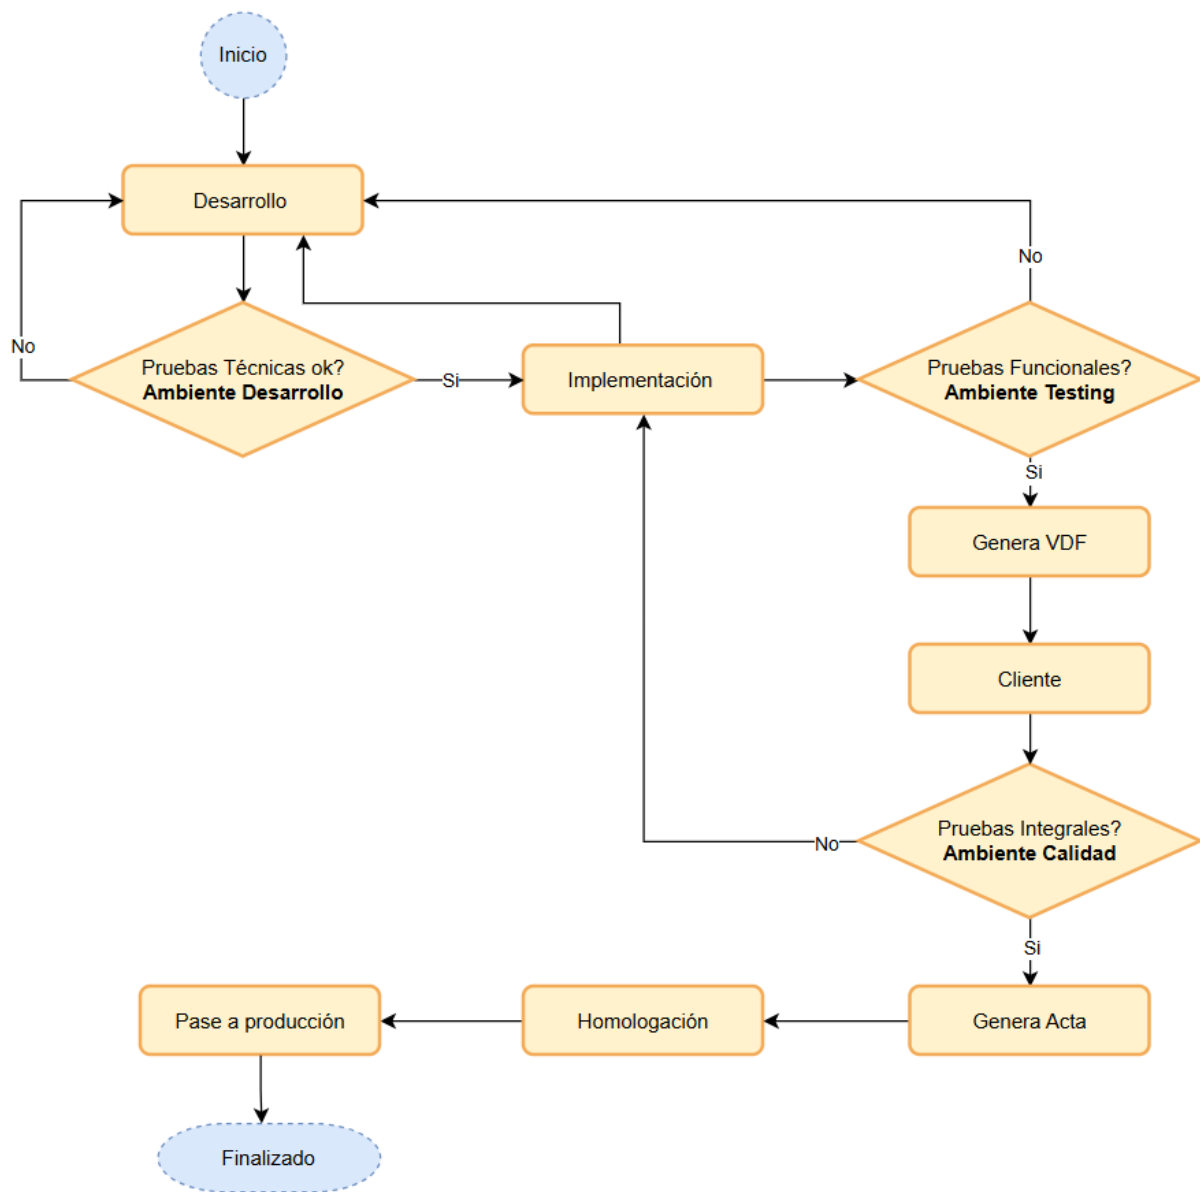 Inicio
Desarrollo
No
No
Pruebas Técnicas ok?
Ambiente Desarrollo
Si
Implementación
Pruebas Funcionales?
Ambiente Testing
Si
Genera VDF
Cliente
Pruebas Integrales?
Ambiente Calidad
No
Si
Pase a producción
Homologación
Genera Acta
Finalizado